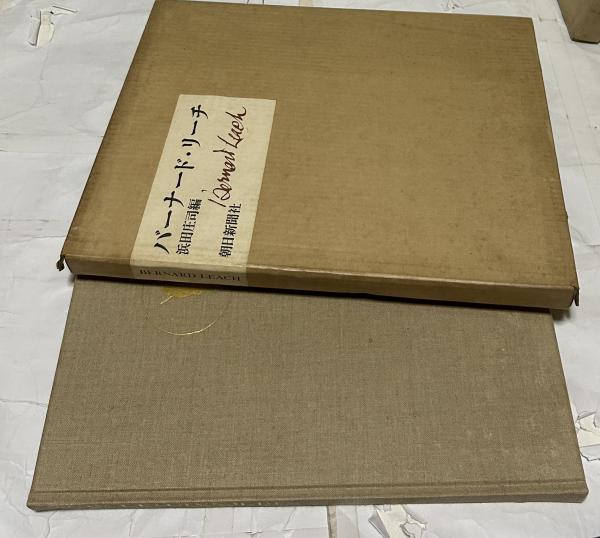 バーナード・リーチ
浜田庄司編
Bernard Leach
朝日新聞社
BERNARD LEACH